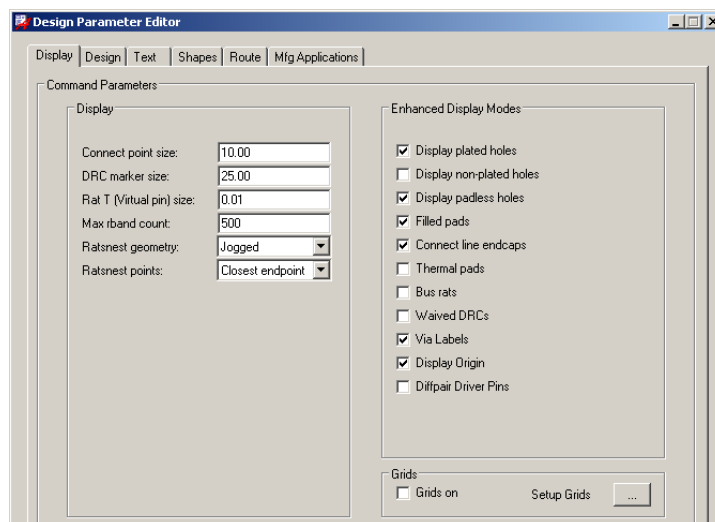 Design Parameter Editor
Display Design Text Shapes Route Mfg Applications
Command Parameters
Display
Connect point size: 10.00
DRC marker size: 25.00
Rat T (Virtual pin) size: 0.01
Max rband count: 500
Ratsnest geometry: Jogged
Ratsnest points: Closest endpoint
Enhanced Display Modes
Display plated holes
Display non-plated holes
Display padless holes
Filled pads
Connect line endcaps
Thermal pads
Bus rats
Waived DRCs
Via Labels
Display Origin
Diffpair Driver Pins
Grids
Grids on Setup Grids ...